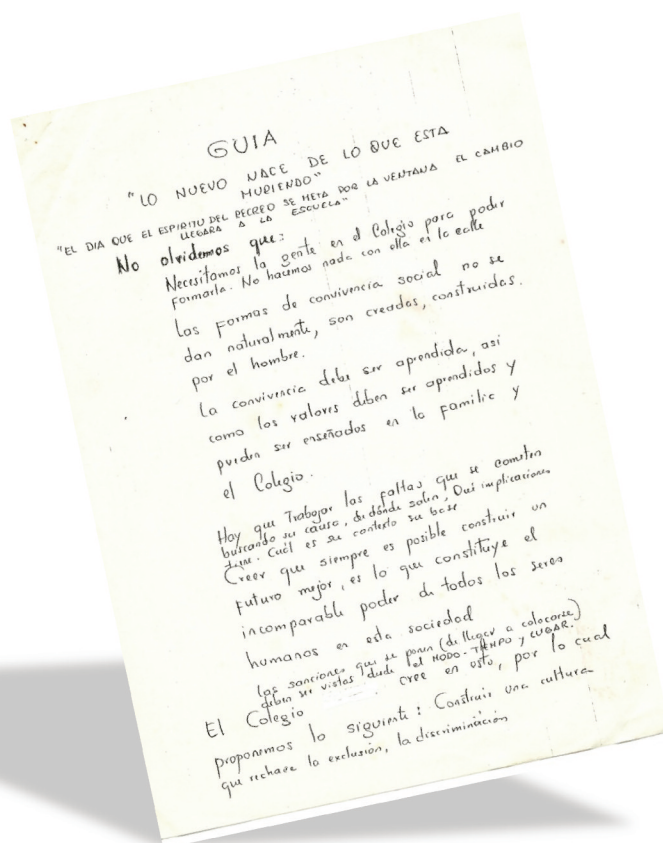 GUIA
"LO NUEVO NACE DE LO QUE ESTA
MURIENDO"
"EL DIA QUE EL ESPIRITU DEL RECREO SE META POR LA VENTANA EL CAMBIO
LLEGARA A LA ESCUELA"
No olvidemos que:
Necesitamos la gente en el Colegio para poder
formarla. No hacemos nada con ella en la calle
Las formas de convivencia social no se
dan naturalmente, son creadas, construidas.
por el hombre.
La convivencia debe ser aprendida, asi
como los valores deben ser aprendidos y
pueden ser enseñados en la familia y
el Colegio.
Hay que Trabajar las faltas que se cometen
buscando su causa, de dónde salen, Qué implicaciones
tiene. Cuál es su contexto su base
Creer que siempre es posible construir un
futuro mejor, es lo que constituye el
incomparable poder de todos los seres
humanos en esta sociedad
Las sanciones que se ponen (de llegar a colocarse)
deben ser vistas desde el MODO-TIEMPO y LUGAR.
El Colegio cree en esto, por lo cual
proponemos lo siguiente: Construir una cultura
que rechace la exclusión, la discriminación